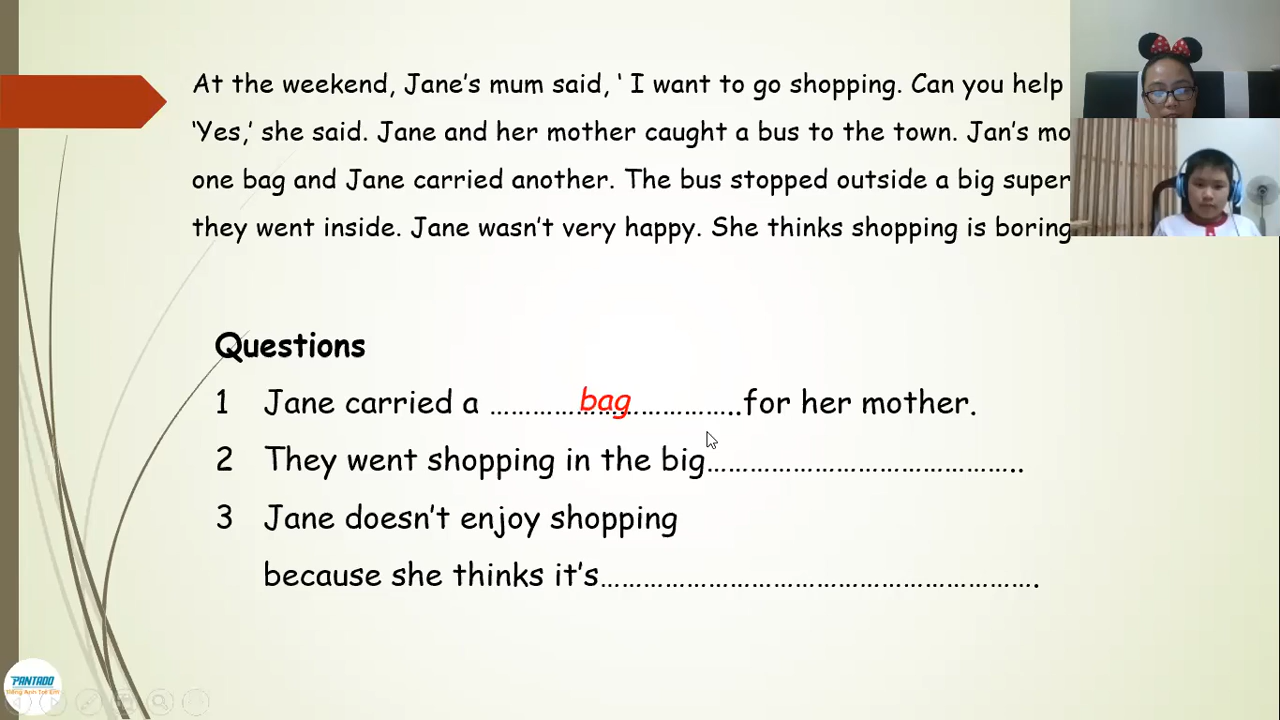 At the weekend, Jane's mum said, ‘ I want to go shopping. Can you help
‘Yes,’ she said. Jane and her mother caught a bus to the town. Jan's mo
one bag and Jane carried another. The bus stopped outside a big super
they went inside. Jane wasn't very happy. She thinks shopping is boring
Questions
1 Jane carried a ……………bag……………..for her mother.
2 They went shopping in the big……………………………………..
3 Jane doesn't enjoy shopping
because she thinks it's…………………………………………………….
PANTADO
Tiếng Anh Trẻ Em